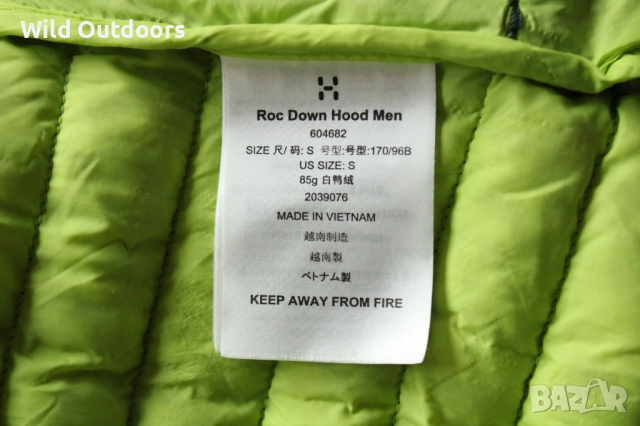 Wild Outdoors
Roc Down Hood Men
604682
SIZE 尺/ 码: S 号型:号型:170/96B
US SIZE: S
85g 白鸭绒
2039076
MADE IN VIETNAM
越南制造
越南製
ベトナム製
KEEP AWAY FROM FIRE
BAZAR